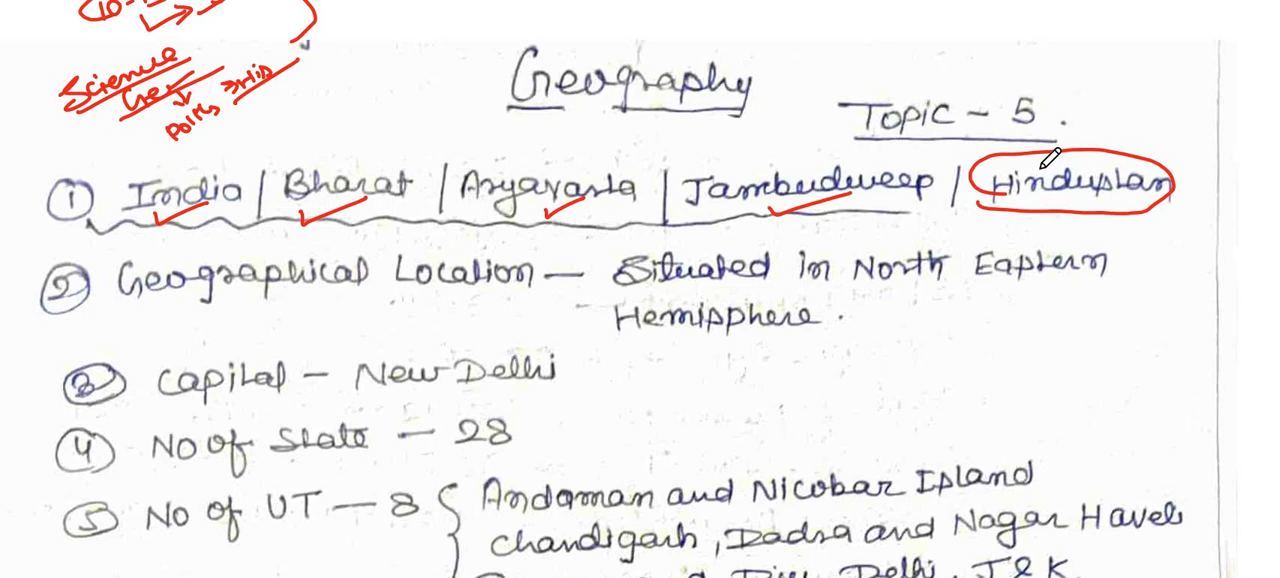 Science
Geography
Topic - 5.
① India / Bharat / Aryavarta / Jambudweep / Hindustan
② Geographical Location — Situated in North Eastern
Hemisphere.
③ Capital - New Delhi
④ No of State - 28
⑤ No of UT - 8 { Andaman and Nicobar Island
Chandigarh, Dadra and Nagar Haveli
Delhi, J & K